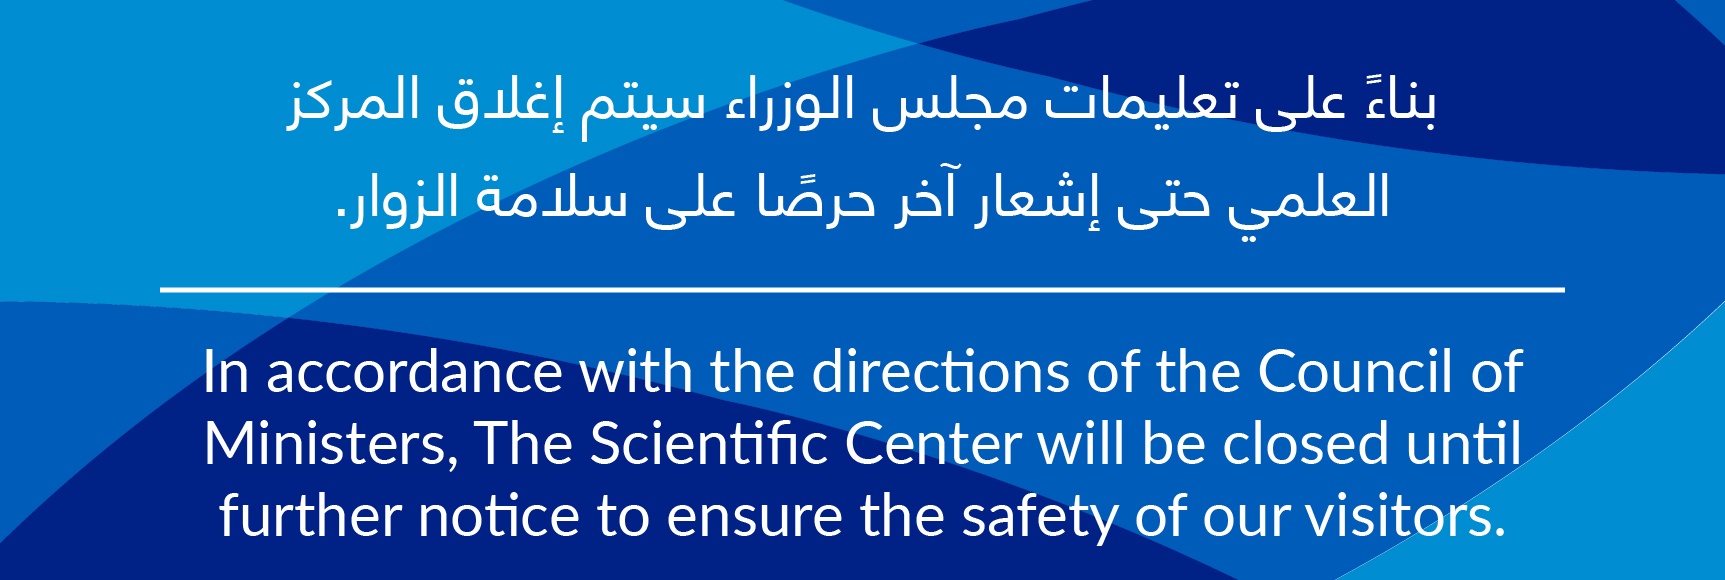 بناءً على تعليمات مجلس الوزراء سيتم إغلاق المركز
العلمي حتى إشعار آخر حرصًا على سلامة الزوار.
In accordance with the directions of the Council of
Ministers, The Scientific Center will be closed until
further notice to ensure the safety of our visitors.